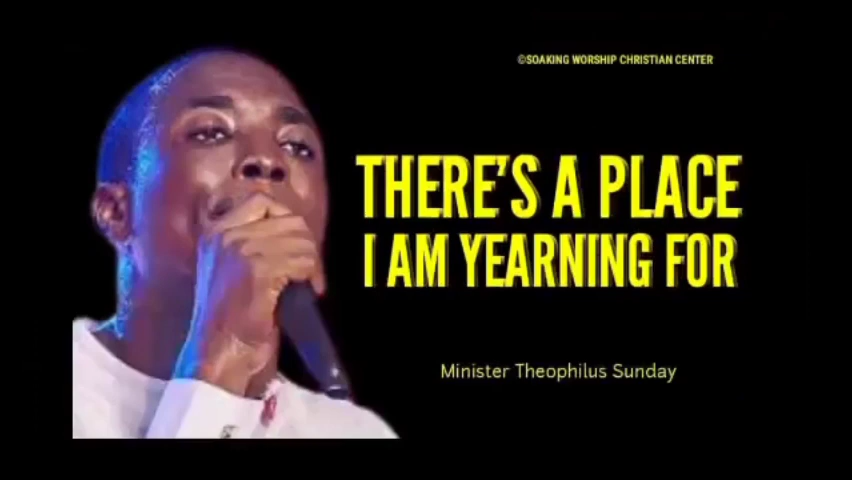 ©SOAKING WORSHIP CHRISTIAN CENTER
THERE'S A PLACE
I AM YEARNING FOR
Minister Theophilus Sunday